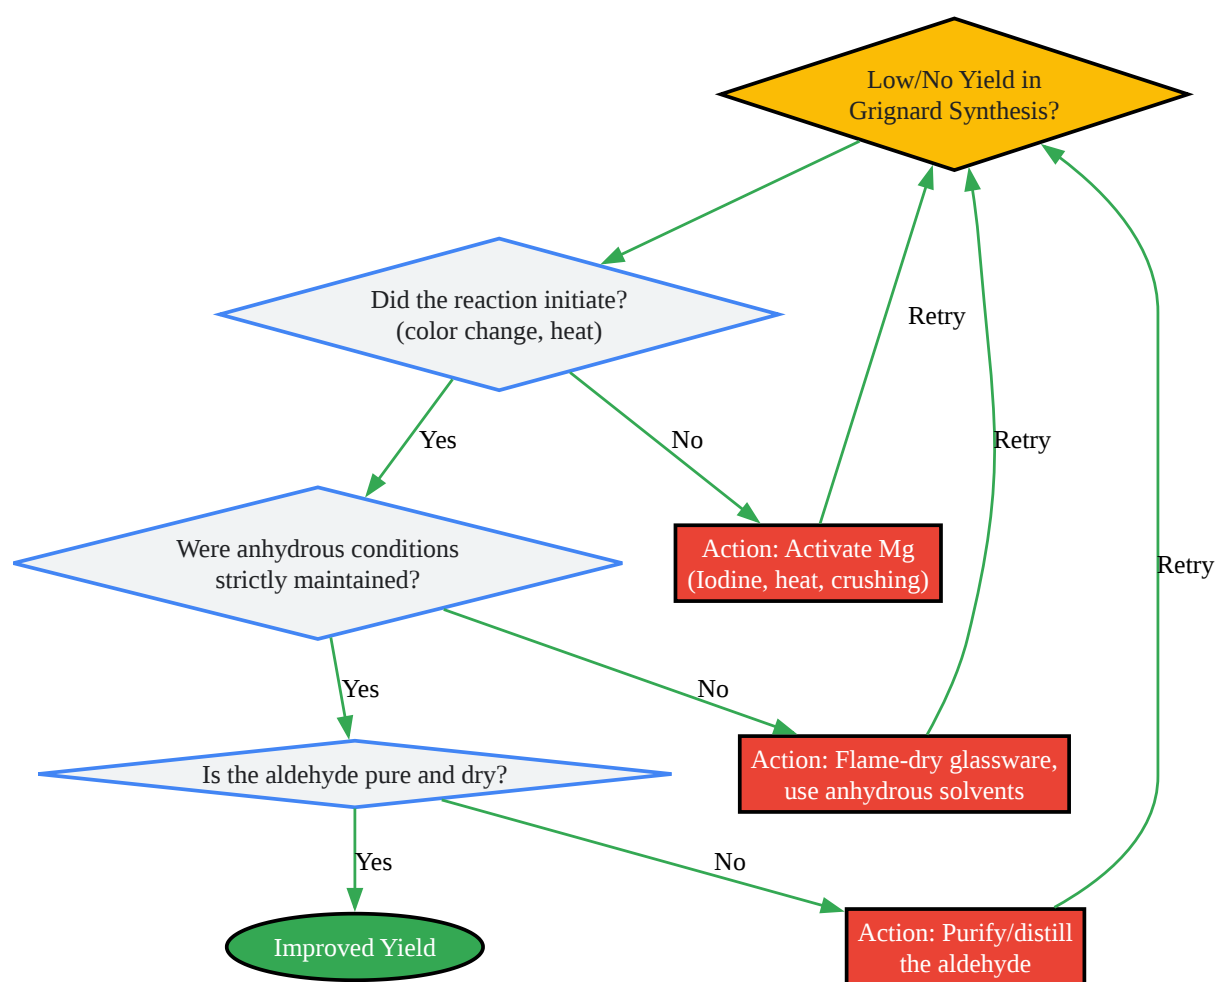 Low/No Yield in
Grignard Synthesis?
Did the reaction initiate?
(color change, heat)
Retry
Yes
No
Retry
Were anhydrous conditions
strictly maintained?
Action: Activate Mg
(Iodine, heat, crushing)
Retry
Yes
No
Is the aldehyde pure and dry?
Action: Flame-dry glassware,
use anhydrous solvents
Yes
No
Improved Yield
Action: Purify/distill
the aldehyde